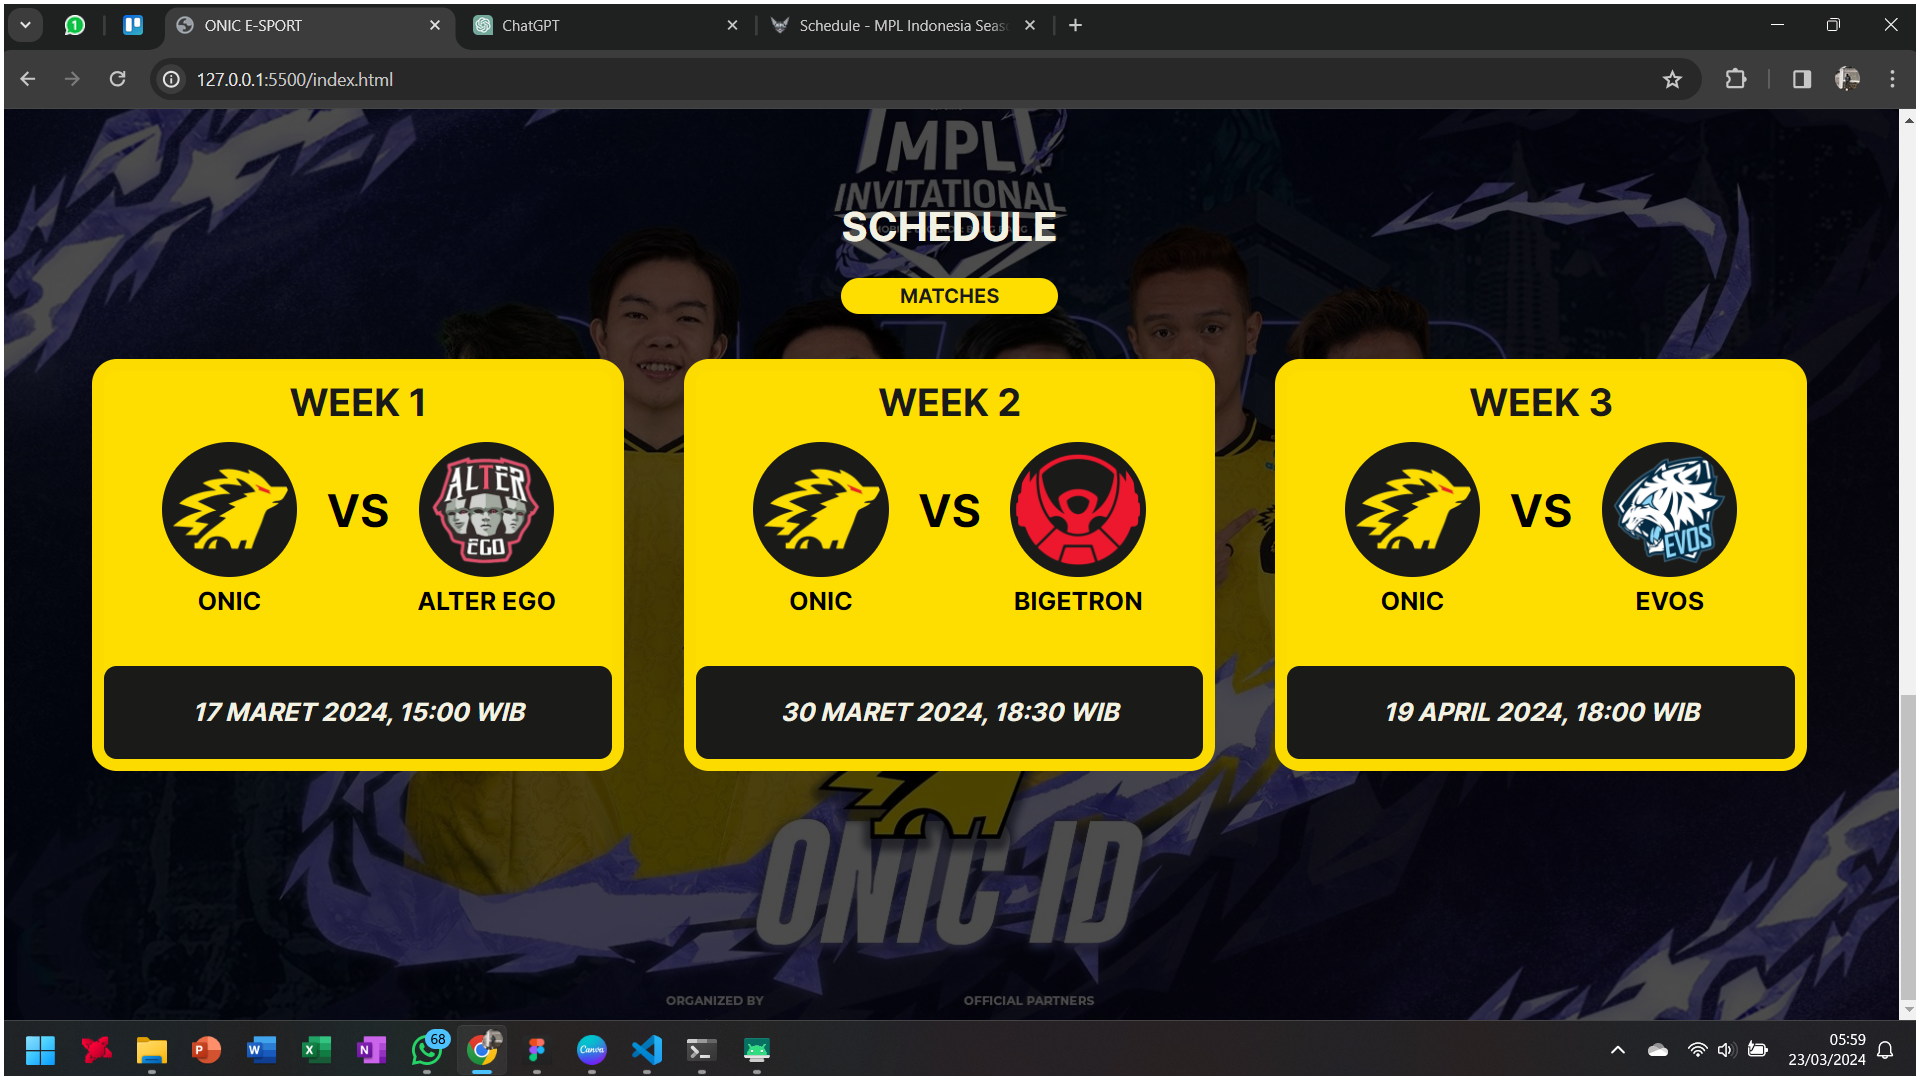 1
ONIC E-SPORT
ChatGPT
Schedule - MPL Indonesia Seas
127.0.0.1:5500/index.html
MPL
INVITATIONAL
SCHEDULE
MATCHES
WEEK 1
VS
ALTER
EGO
ONIC
ALTER EGO
17 MARET 2024, 15:00 WIB
WEEK 2
VS
ONIC
BIGETRON
30 MARET 2024, 18:30 WIB
WEEK 3
VS
EVOS
ONIC
EVOS
19 APRIL 2024, 18:00 WIB
ONIC ID
ORGANIZED BY
OFFICIAL PARTNERS
P
W
X
N
68
Canva
05:59
23/03/2024